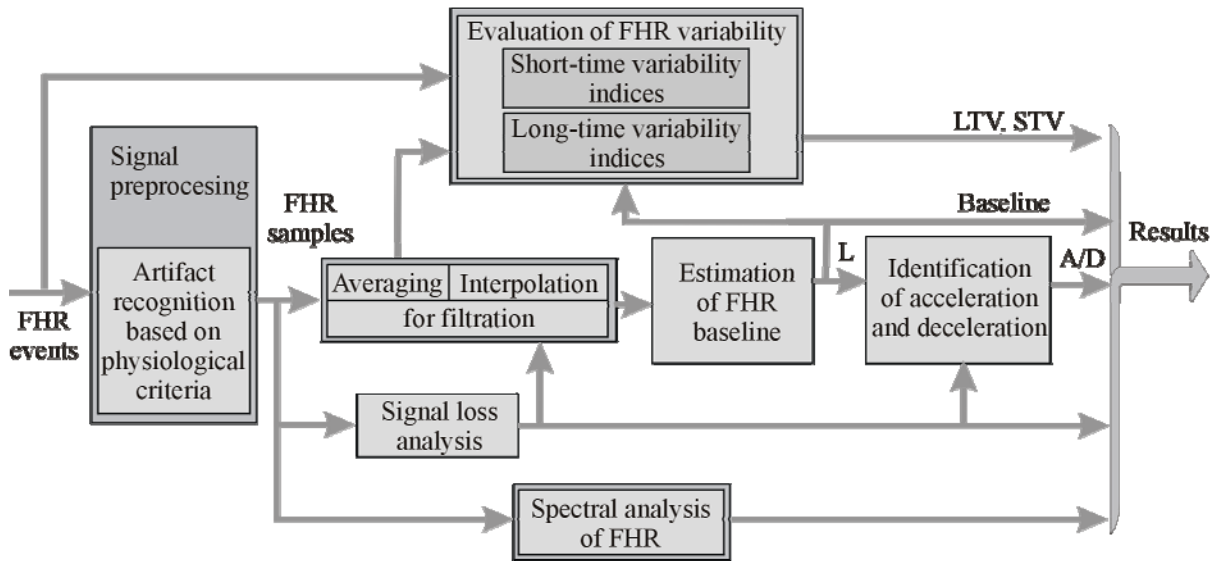 Evaluation of FHR variability
Short-time variability
indices
Long-time variability
indices
LTV, STV
Signal
preprocesing
FHR
samples
Baseline
Results
Artifact
recognition
based on
physiological
criteria
FHR
events
Averaging
Interpolation
for filtration
Estimation
of FHR
baseline
L
Identification
of acceleration
and deceleration
A/D
Signal loss
analysis
Spectral analysis
of FHR